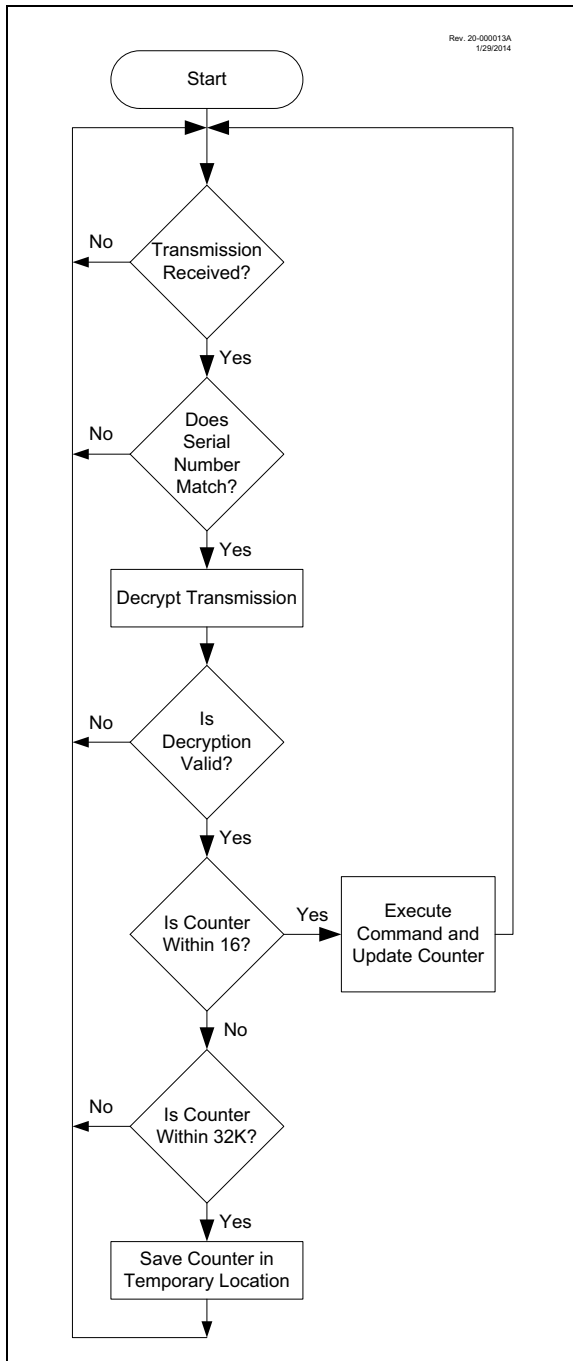 Rev. 20-000013A
1/29/2014
Start
No
Transmission
Received?
Yes
No
Does
Serial
Number
Match?
Yes
Decrypt Transmission
No
Is
Decryption
Valid?
Yes
Is Counter
Within 16?
Yes
Execute
Command and
Update Counter
No
No
Is Counter
Within 32K?
Yes
Save Counter in
Temporary Location